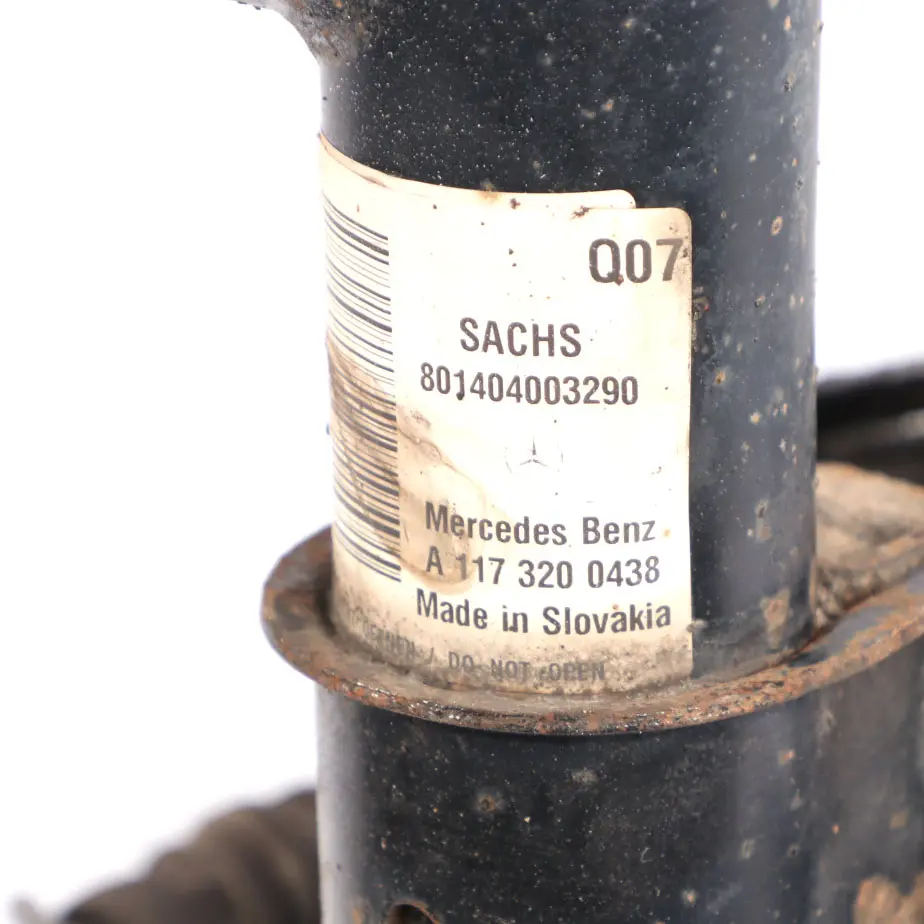 Q07
SACHS
801404003290
Mercedes Benz
A 117 320 0438
Made in Slovakia
/ DO NOT OPEN